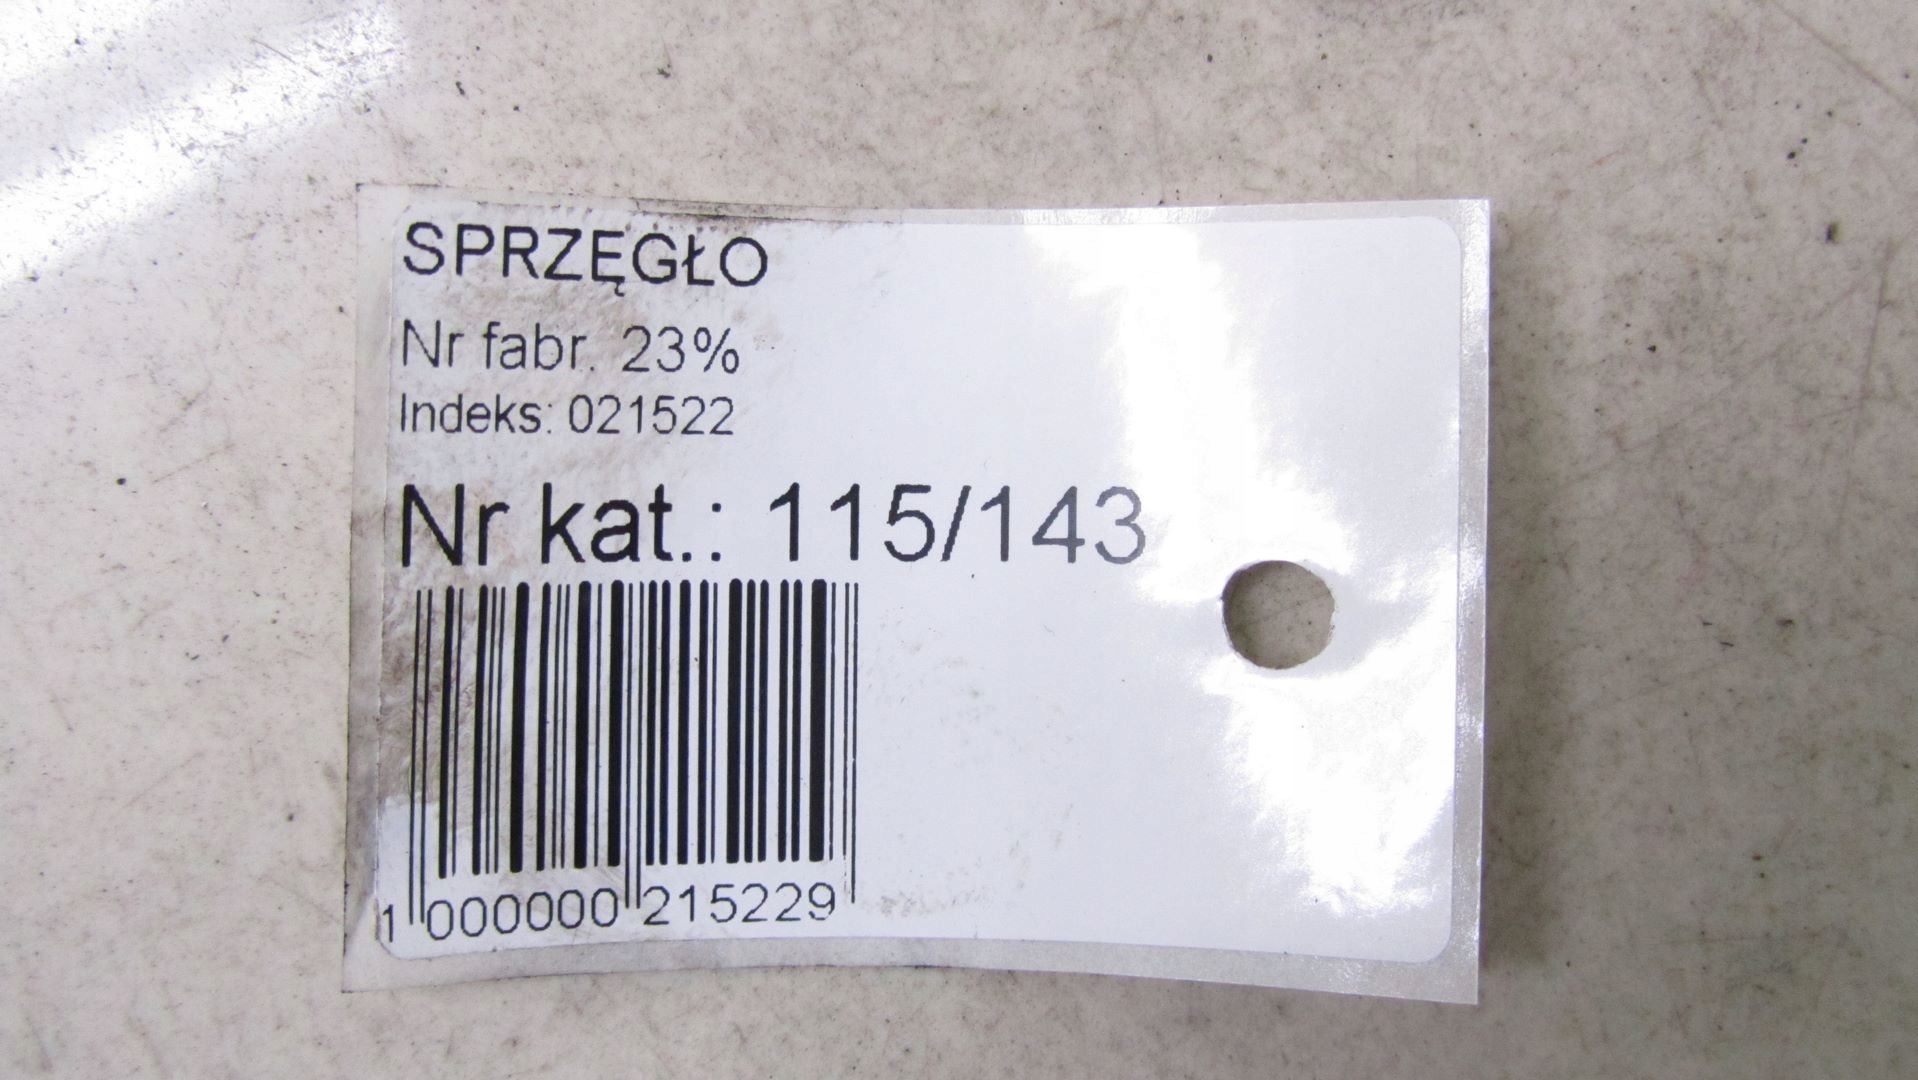 SPRZĘGŁO
Nr fabr. 23%
Indeks: 021522
Nr kat.: 115/143
1 000000 215229